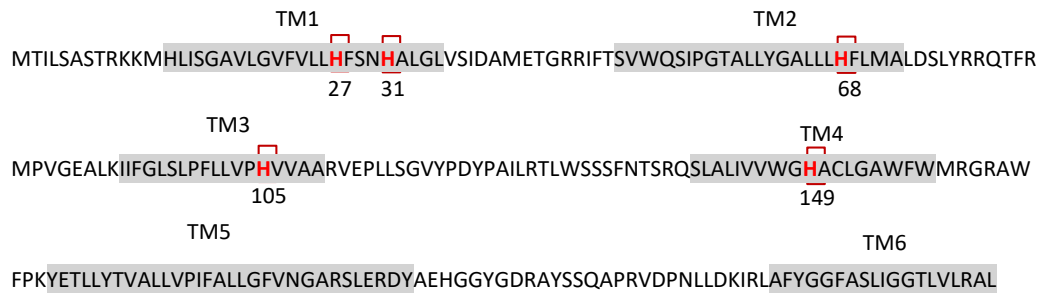 TM1 TM2
MTILSASTRKKMHLISGAVLGVFVLLHFSNHALGLVSIDAMETGRRIFTSVWQSIPGTALLYGALLLHFLMALDSLYRRQTFR
27 31 68
TM3 TM4
MPVGEALKIIFGLSLPFLLVPHVVAARVEPLLSGVYPDYPAILRTLWSSSFNTSRQSLALIVVWGHACLGAWFWMRGRAW
105 149
TM5 TM6
FPKYETLLYTVALLVPIFALLGFVNGARSLERDYAEHGGYGDRAYSSQAPRVDPNLLDKIRLAFYGGFASLIGGTLVLRAL